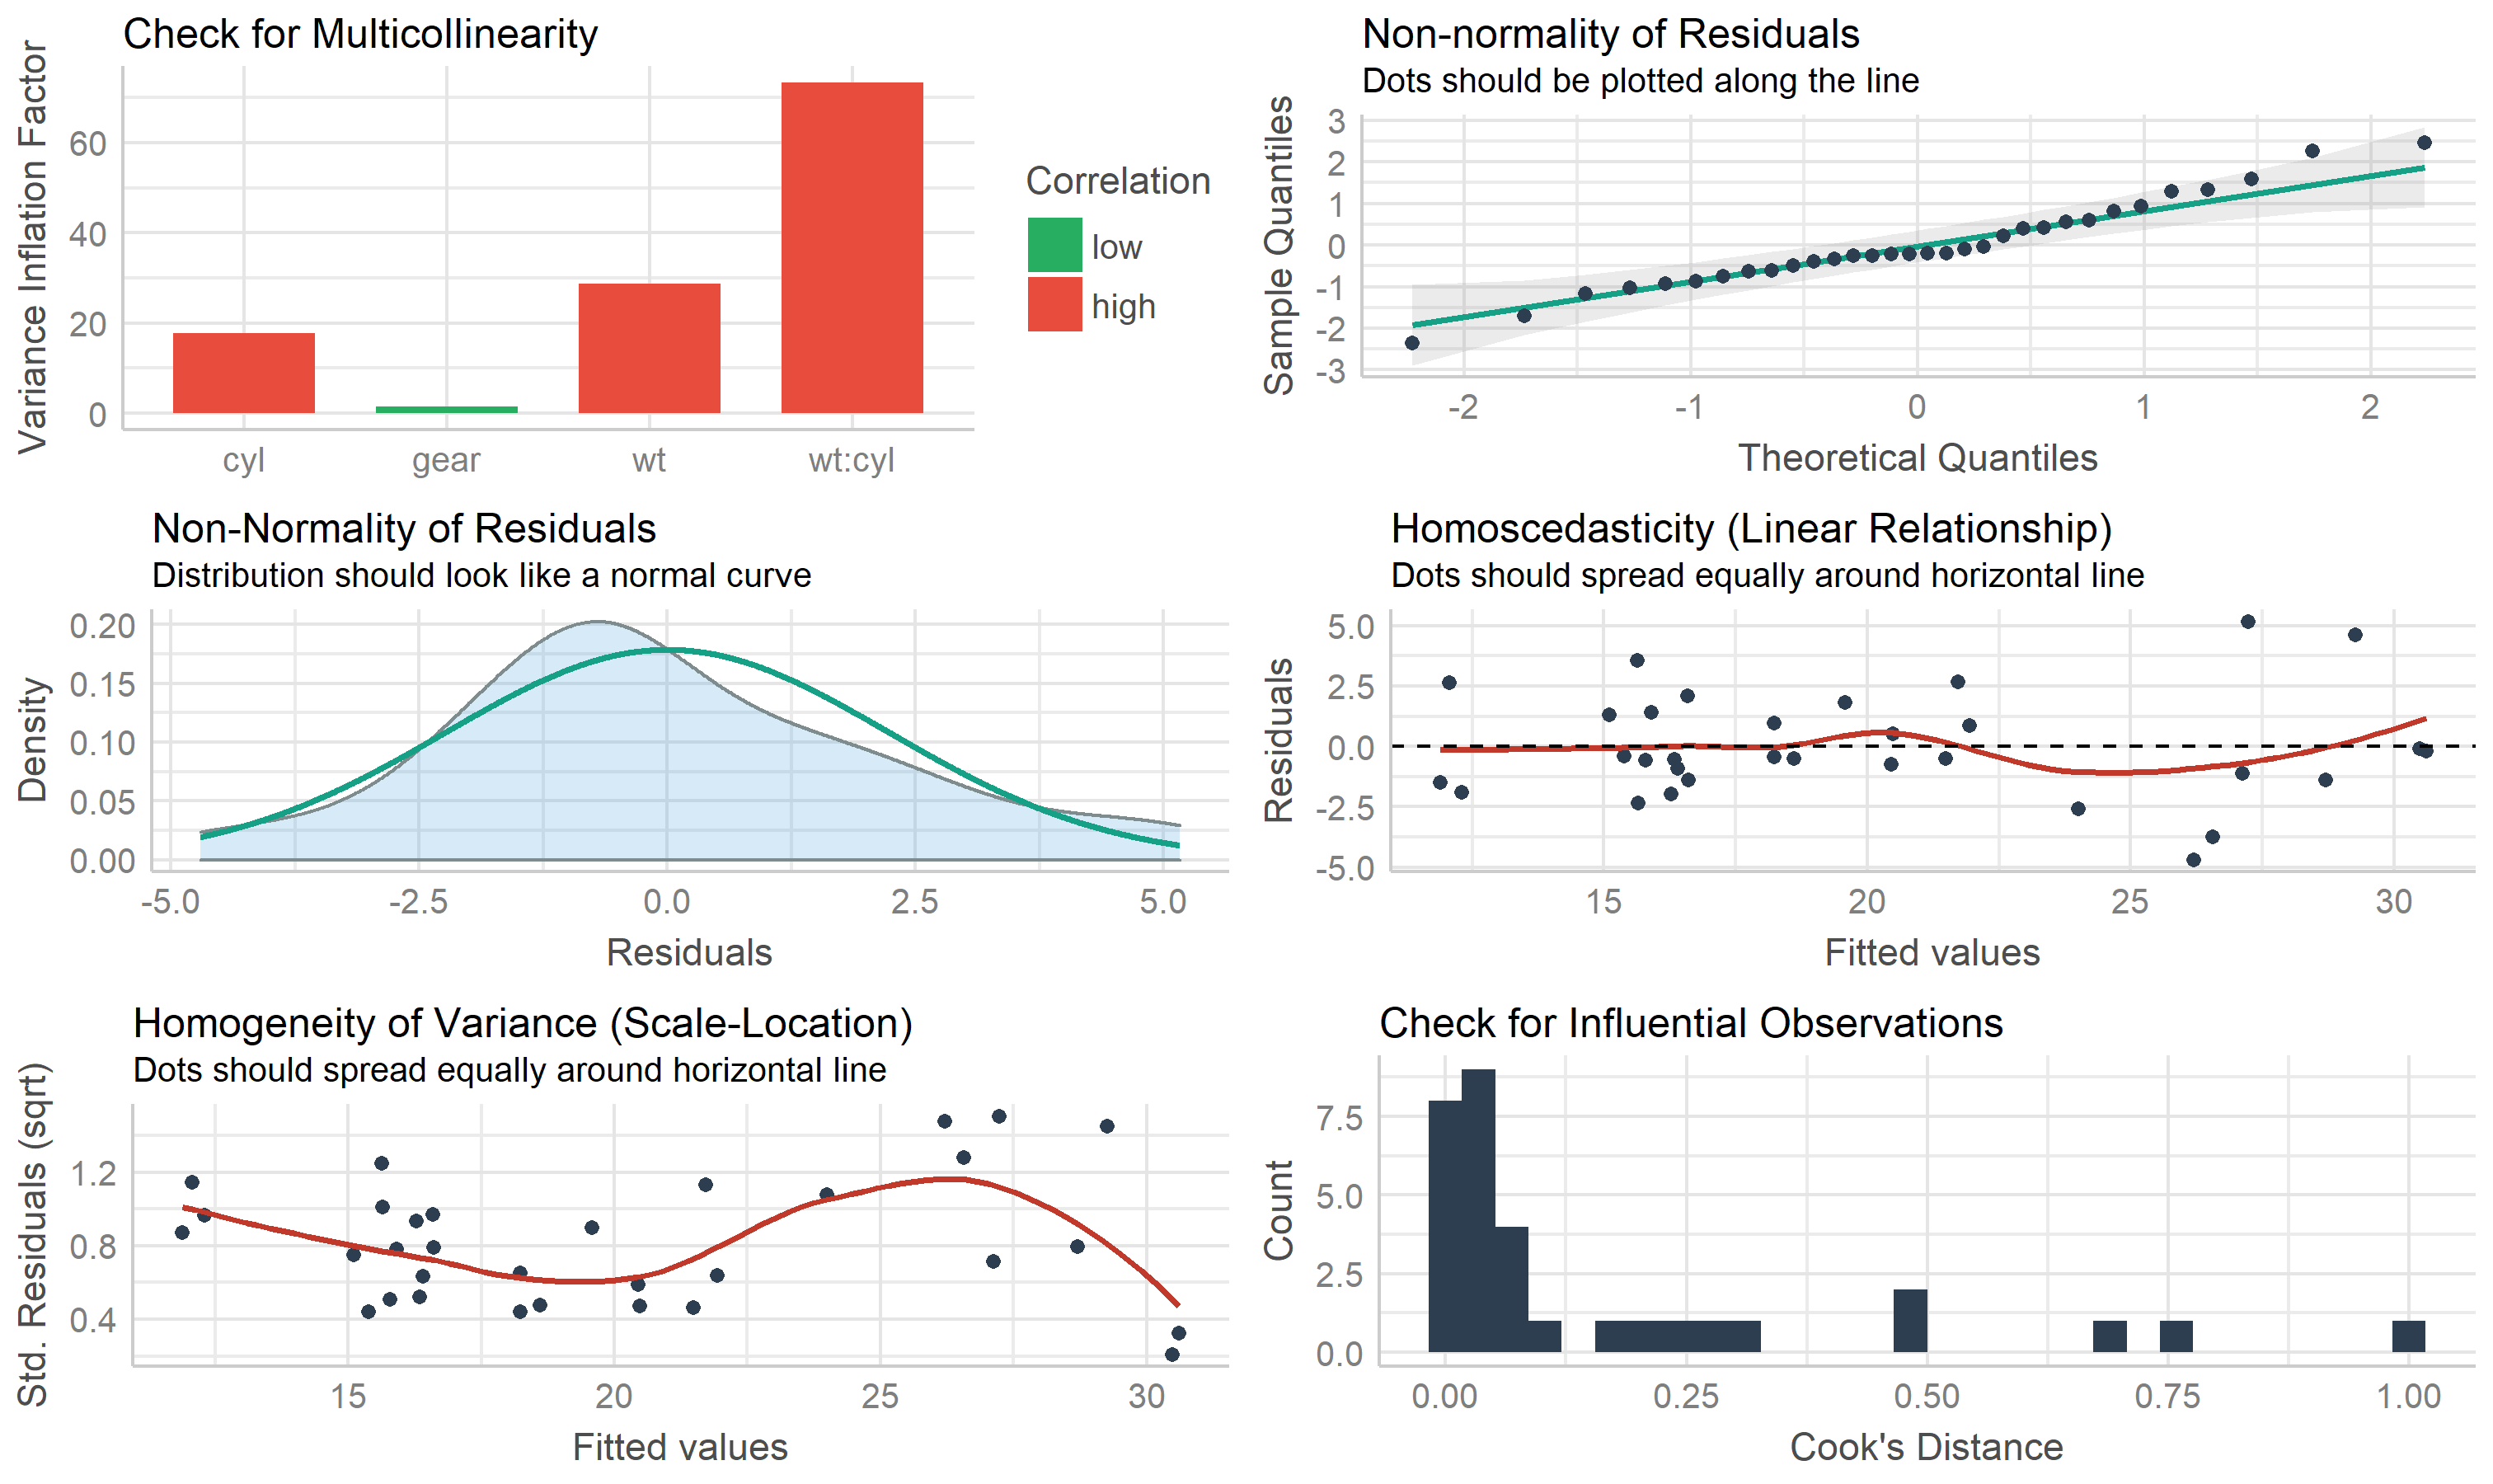 Check for Multicollinearity
Variance Inflation Factor
60
40
20
0
cyl
gear
wt
wt:cyl
Correlation
low
high
Non-normality of Residuals
Dots should be plotted along the line
Sample Quantiles
3
2
1
0
-1
-2
-3
-2
-1
0
1
2
Theoretical Quantiles
Non-Normality of Residuals
Distribution should look like a normal curve
Density
0.20
0.15
0.10
0.05
0.00
-5.0
-2.5
0.0
2.5
5.0
Residuals
Homoscedasticity (Linear Relationship)
Dots should spread equally around horizontal line
Residuals
5.0
2.5
0.0
-2.5
-5.0
15
20
25
30
Fitted values
Homogeneity of Variance (Scale-Location)
Dots should spread equally around horizontal line
Std. Residuals (sqrt)
1.2
0.8
0.4
15
20
25
30
Fitted values
Check for Influential Observations
Count
7.5
5.0
2.5
0.0
0.00
0.25
0.50
0.75
1.00
Cook's Distance